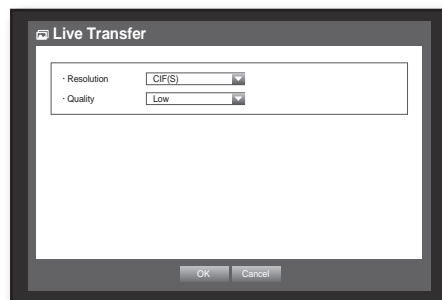 Live Transfer
· Resolution CIF(S)
· Quality Low
OK Cancel